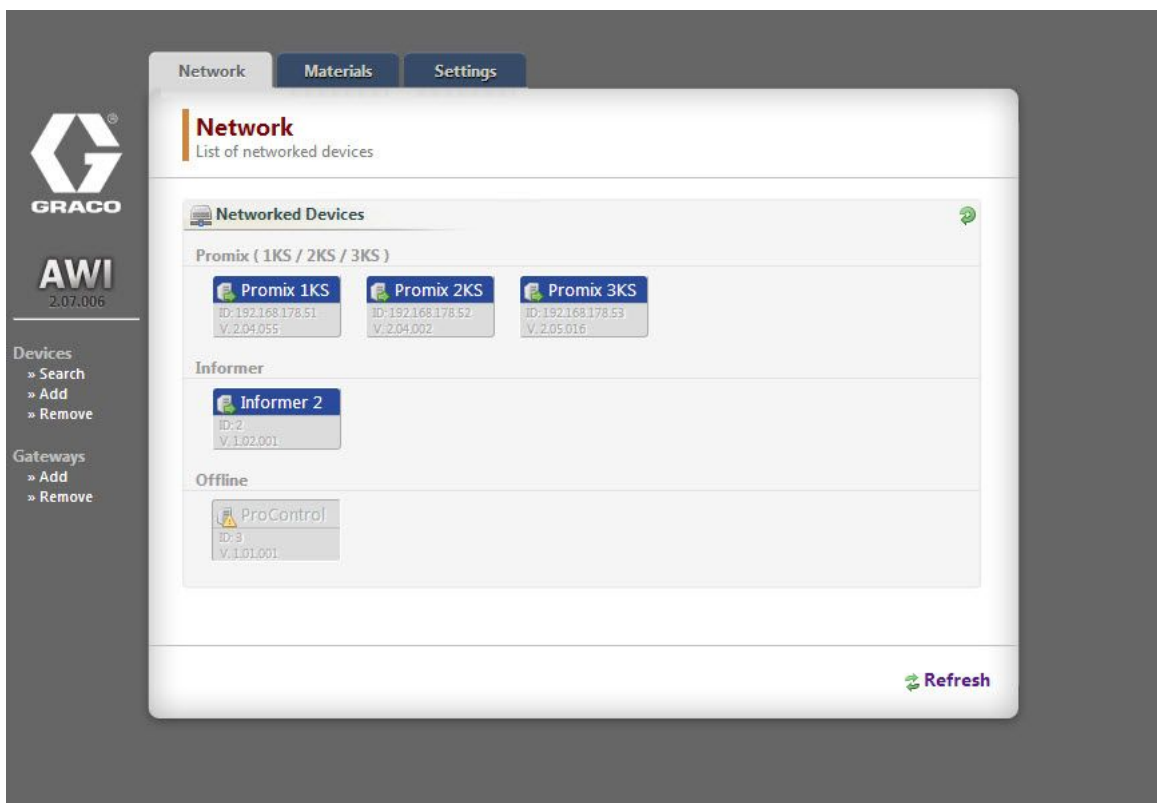 Network Materials Settings
®
GRACO
AWI
2.07.006
Devices
» Search
» Add
» Remove
Gateways
» Add
» Remove
Network
List of networked devices
Networked Devices
Promix ( 1KS / 2KS / 3KS )
Promix 1KS
ID: 192.168.178.51
V. 2.04.055
Promix 2KS
ID: 192.168.178.52
V. 2.04.002
Promix 3KS
ID: 192.168.178.53
V. 2.05.016
Informer
Informer 2
ID: 2
V. 1.02.001
Offline
ProControl
ID: 3
V. 1.01.001
Refresh